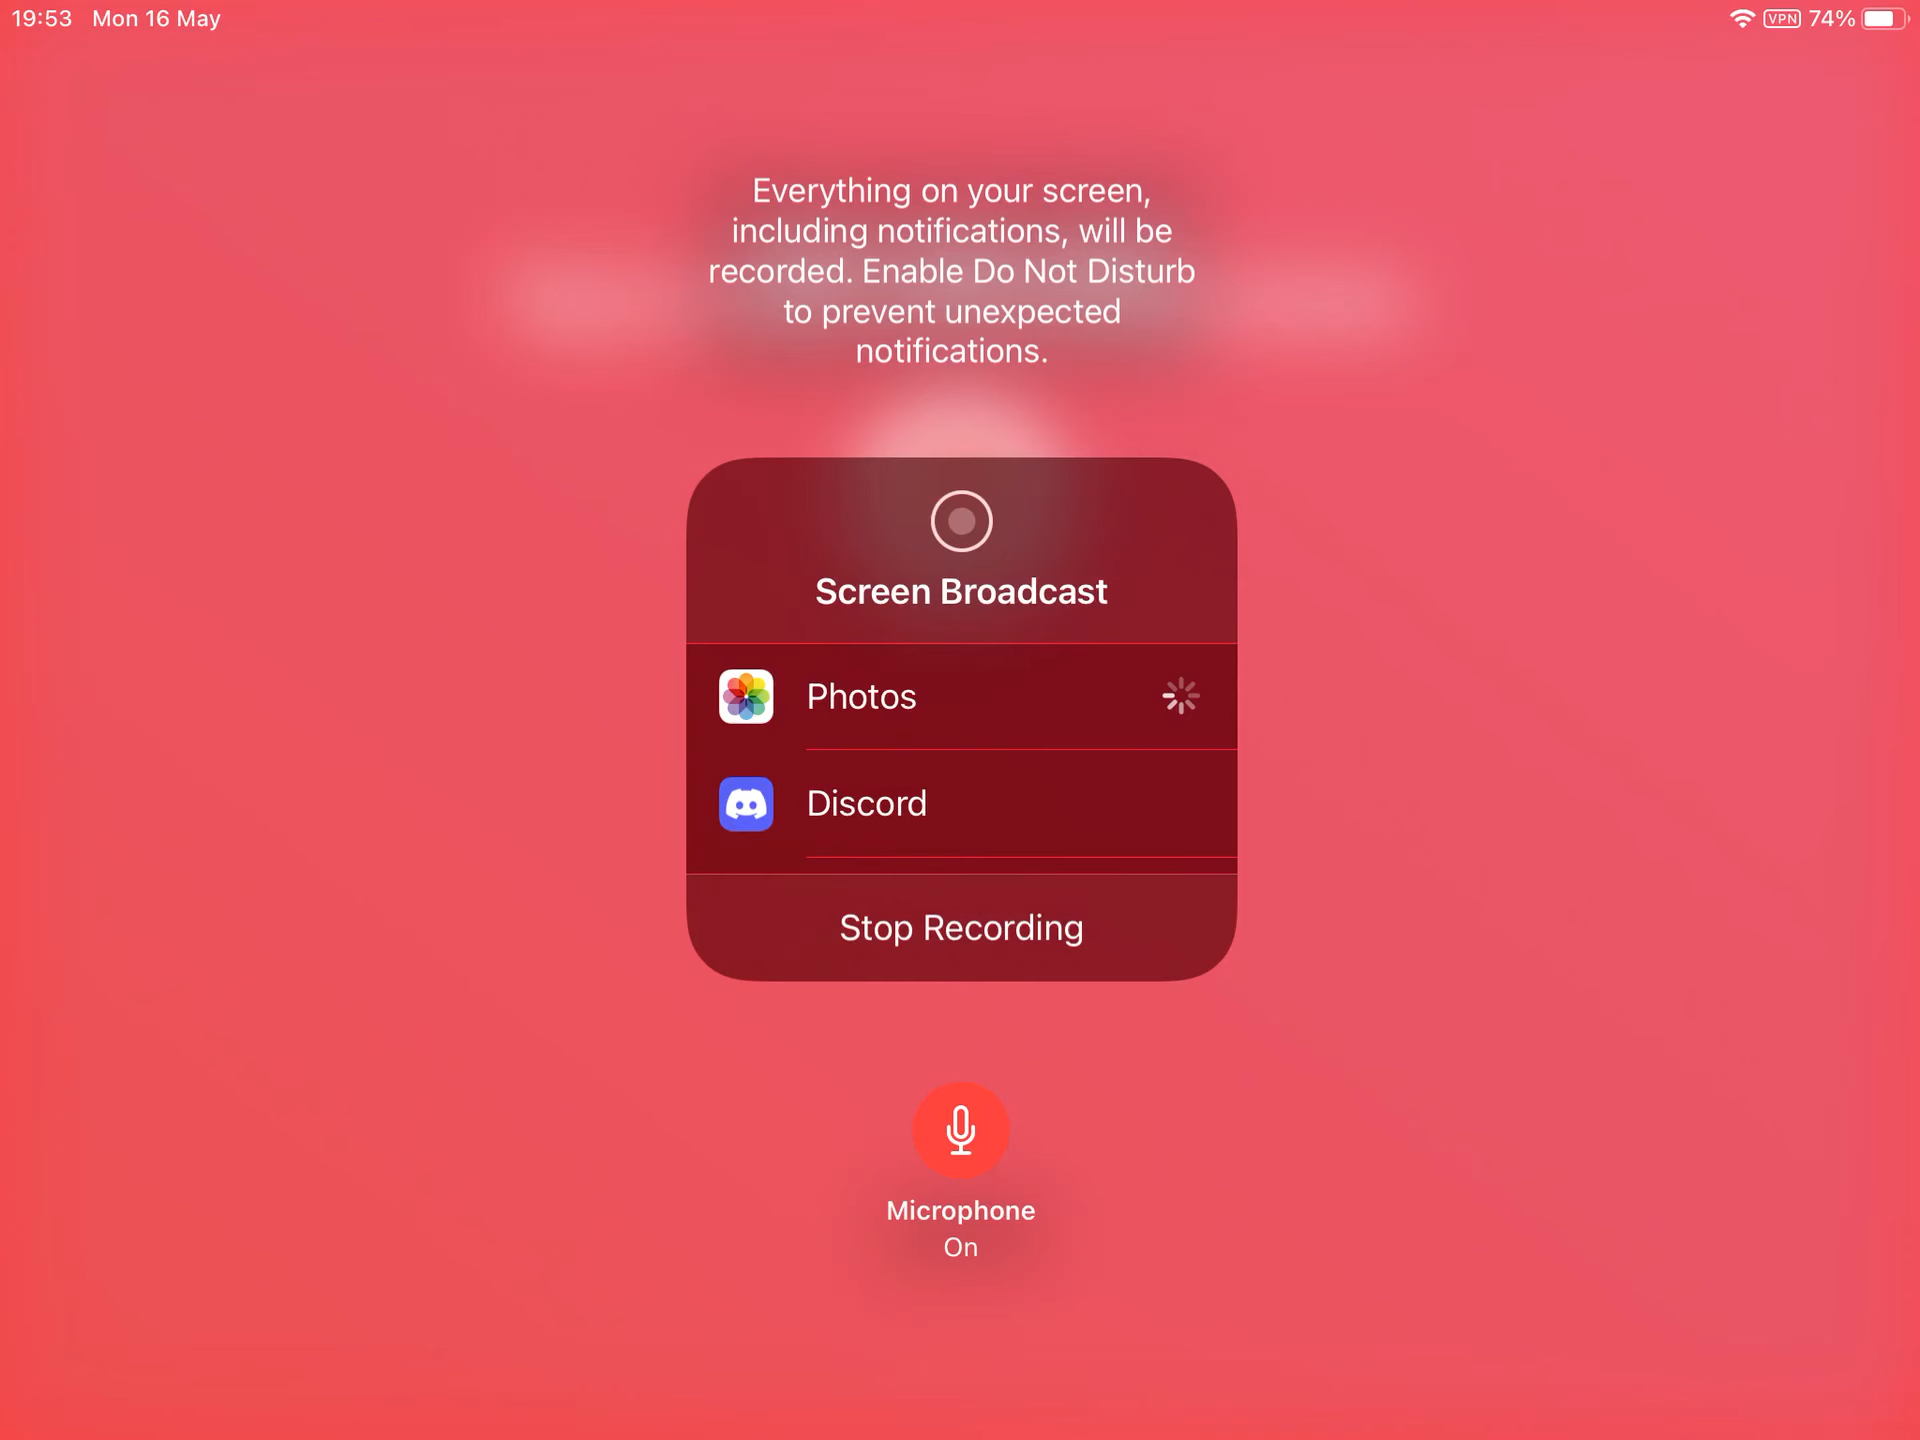 19:53 Mon 16 May
VPN 74%
Everything on your screen,
including notifications, will be
recorded. Enable Do Not Disturb
to prevent unexpected
notifications.
Screen Broadcast
Photos
Discord
Stop Recording
Microphone
On